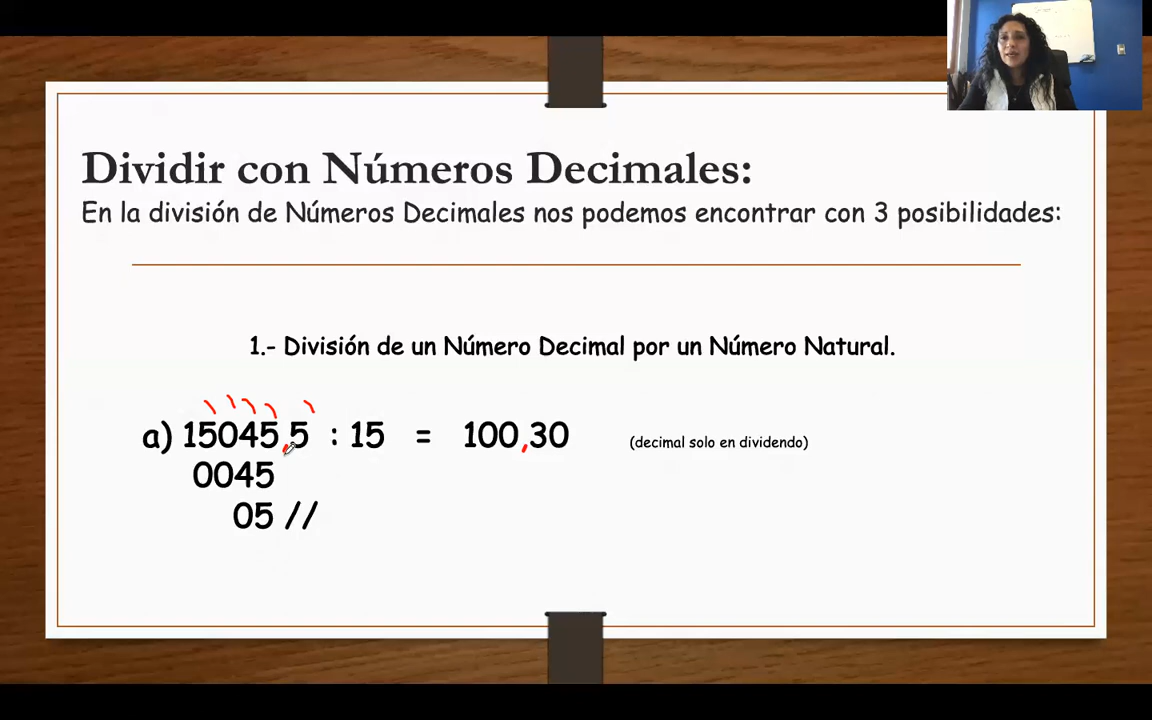 Dividir con Números Decimales:
En la división de Números Decimales nos podemos encontrar con 3 posibilidades:
1.- División de un Número Decimal por un Número Natural.
a) 15045,5 : 15 = 100,30 (decimal solo en dividendo)
0045
05 //